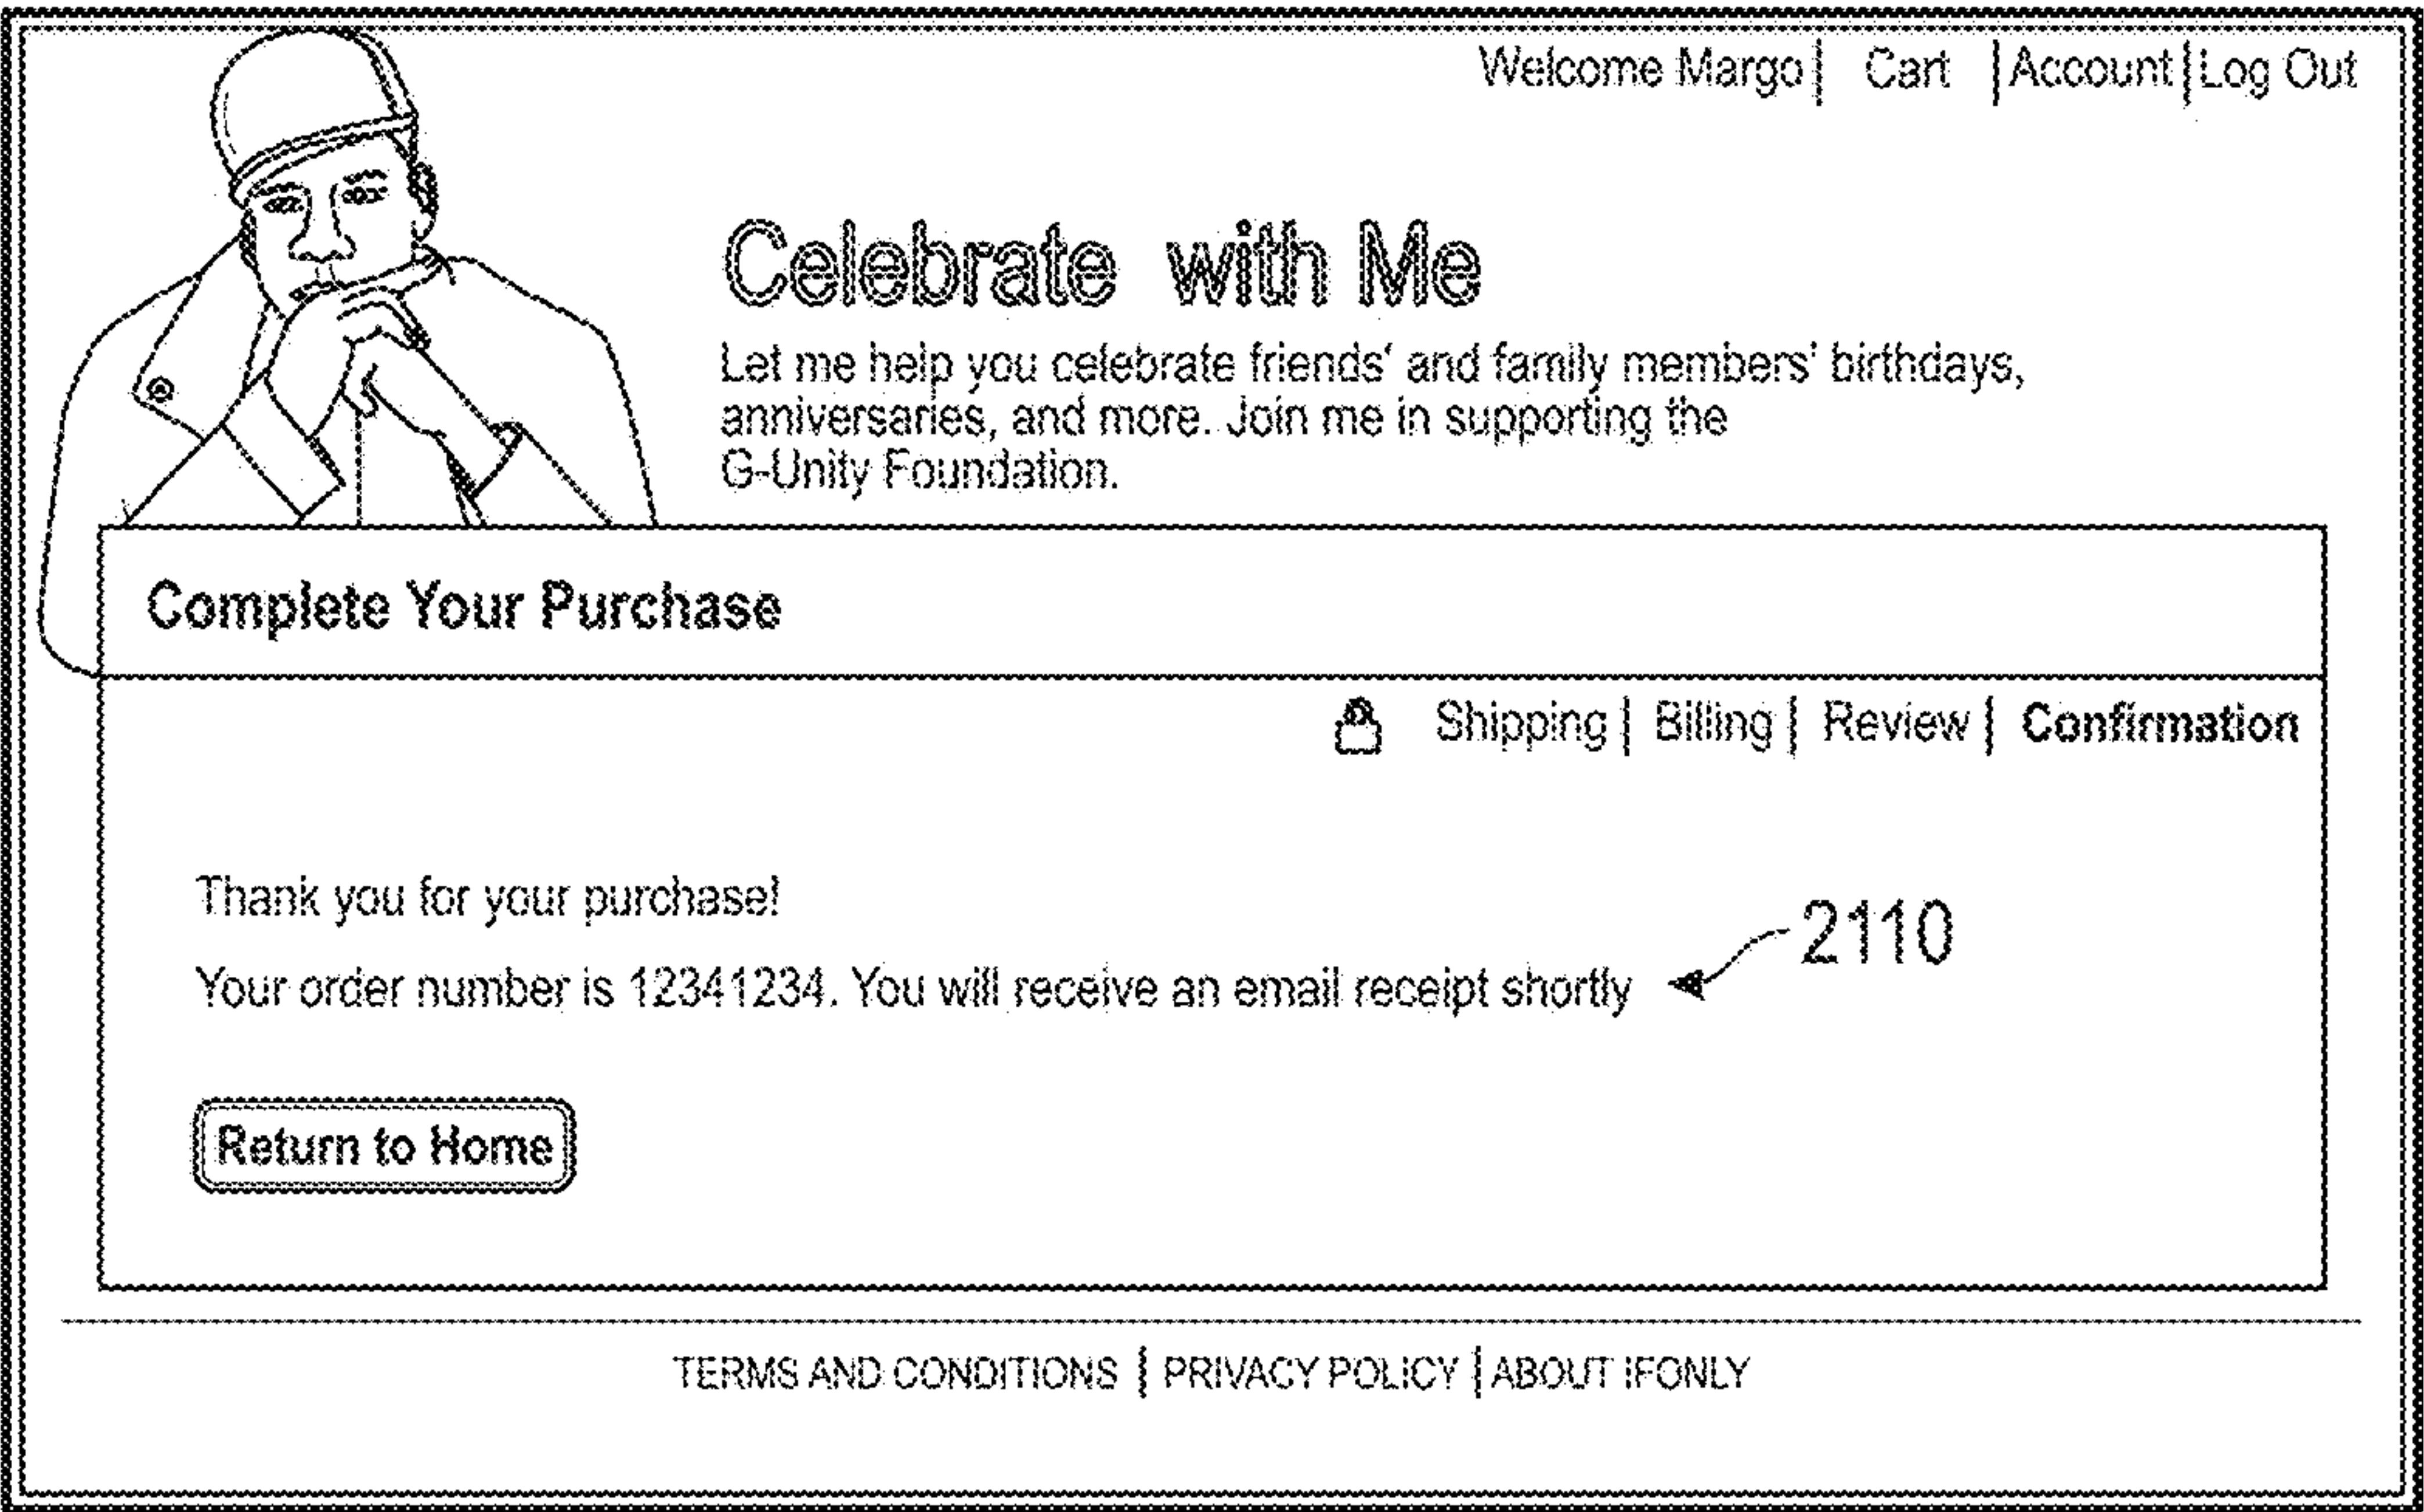 Welcome Margo | Cart | Account | Log Out
Celebrate with Me
Let me help you celebrate friends' and family members' birthdays,
anniversaries, and more. Join me in supporting the
G-Unity Foundation.
Complete Your Purchase
Shipping | Billing | Review | Confirmation
Thank you for your purchase!
2110
Your order number is 12341234. You will receive an email receipt shortly
Return to Home
TERMS AND CONDITIONS | PRIVACY POLICY | ABOUT IFONLY